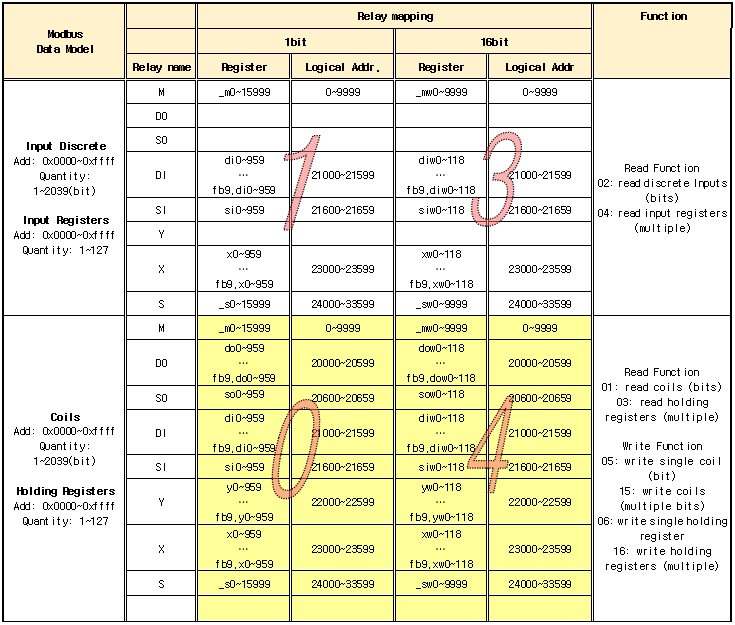 Modbus Data Model | Relay mapping | Function
1bit | 16bit
Relay name | Register | Logical Addr. | Register | Logical Addr
Input Discrete
Add: 0x0000~0xffff
Quantity:
1~2039(bit)
Input Registers
Add: 0x0000~0xffff
Quantity: 1~127
M | _m0~15999 | 0~9999 | _mw0~9999 | 0~9999
DO
SO
DI | di0~959 … fb9,di0~959 | 21000~21599 | diw0~118 … fb9,diw0~118 | 21000~21599
SI | si0~959 | 21600~21659 | siw0~118 | 21600~21659
Y
X | x0~959 … fb9,x0~959 | 23000~23599 | xw0~118 … fb9,xw0~118 | 23000~23599
S | _s0~15999 | 24000~33599 | _sw0~9999 | 24000~33599
1
3
Read Function
02: read discrete Inputs
(bits)
04: read input registers
(multiple)
Coils
Add: 0x0000~0xffff
Quantity:
1~2039(bit)
Holding Registers
Add: 0x0000~0xffff
Quantity: 1~127
M | _m0~15999 | 0~9999 | _mw0~9999 | 0~9999
DO | do0~959 … fb9,do0~959 | 20000~20599 | dow0~118 … fb9,dow0~118 | 20000~20599
SO | so0~959 | 20600~20659 | sow0~118 | 20600~20659
DI | di0~959 … fb9,di0~959 | 21000~21599 | diw0~118 … fb9,diw0~118 | 21000~21599
SI | si0~959 | 21600~21659 | siw0~118 | 21600~21659
Y | y0~959 … fb9,y0~959 | 22000~22599 | yw0~118 … fb9,yw0~118 | 22000~22599
X | x0~959 … fb9,x0~959 | 23000~23599 | xw0~118 … fb9,xw0~118 | 23000~23599
S | _s0~15999 | 24000~33599 | _sw0~9999 | 24000~33599
0
4
Read Function
01: read coils (bits)
03: read holding
registers (multiple)
Write Function
05: write single coil
(bit)
15: write coils
(multiple bits)
06: write single holding
register
16: write holding
registers (multiple)